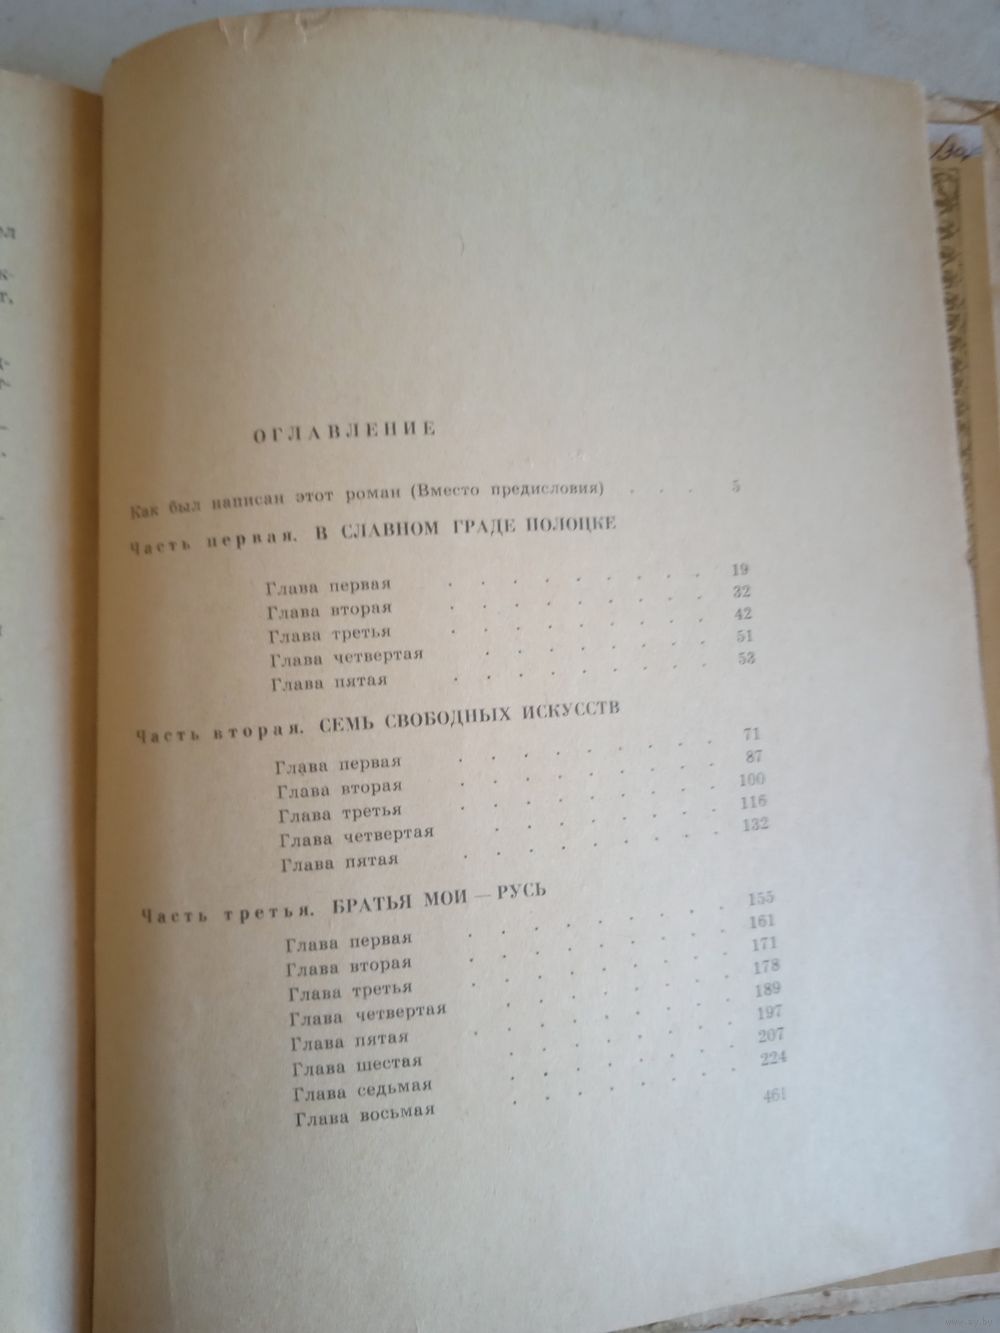 ОГЛАВЛЕНИЕ
Как был написан этот роман (Вместо предисловия) . . . 5
Часть первая. В СЛАВНОМ ГРАДЕ ПОЛОЦКЕ
Глава первая . . . . . . . . 19
Глава вторая . . . . . . . . 32
Глава третья . . . . . . . . 42
Глава четвертая . . . . . . . 51
Глава пятая . . . . . . . . 53
Часть вторая. СЕМЬ СВОБОДНЫХ ИСКУССТВ
Глава первая . . . . . . . . 71
Глава вторая . . . . . . . . 87
Глава третья . . . . . . . . 100
Глава четвертая . . . . . . . 116
Глава пятая . . . . . . . . 132
Часть третья. БРАТЬЯ МОИ — РУСЬ
Глава первая . . . . . . . . 155
Глава вторая . . . . . . . . 161
Глава третья . . . . . . . . 171
Глава четвертая . . . . . . . 178
Глава пятая . . . . . . . . 189
Глава шестая . . . . . . . 197
Глава седьмая . . . . . . . 207
Глава восьмая . . . . . . . 224
461
www.ay.by